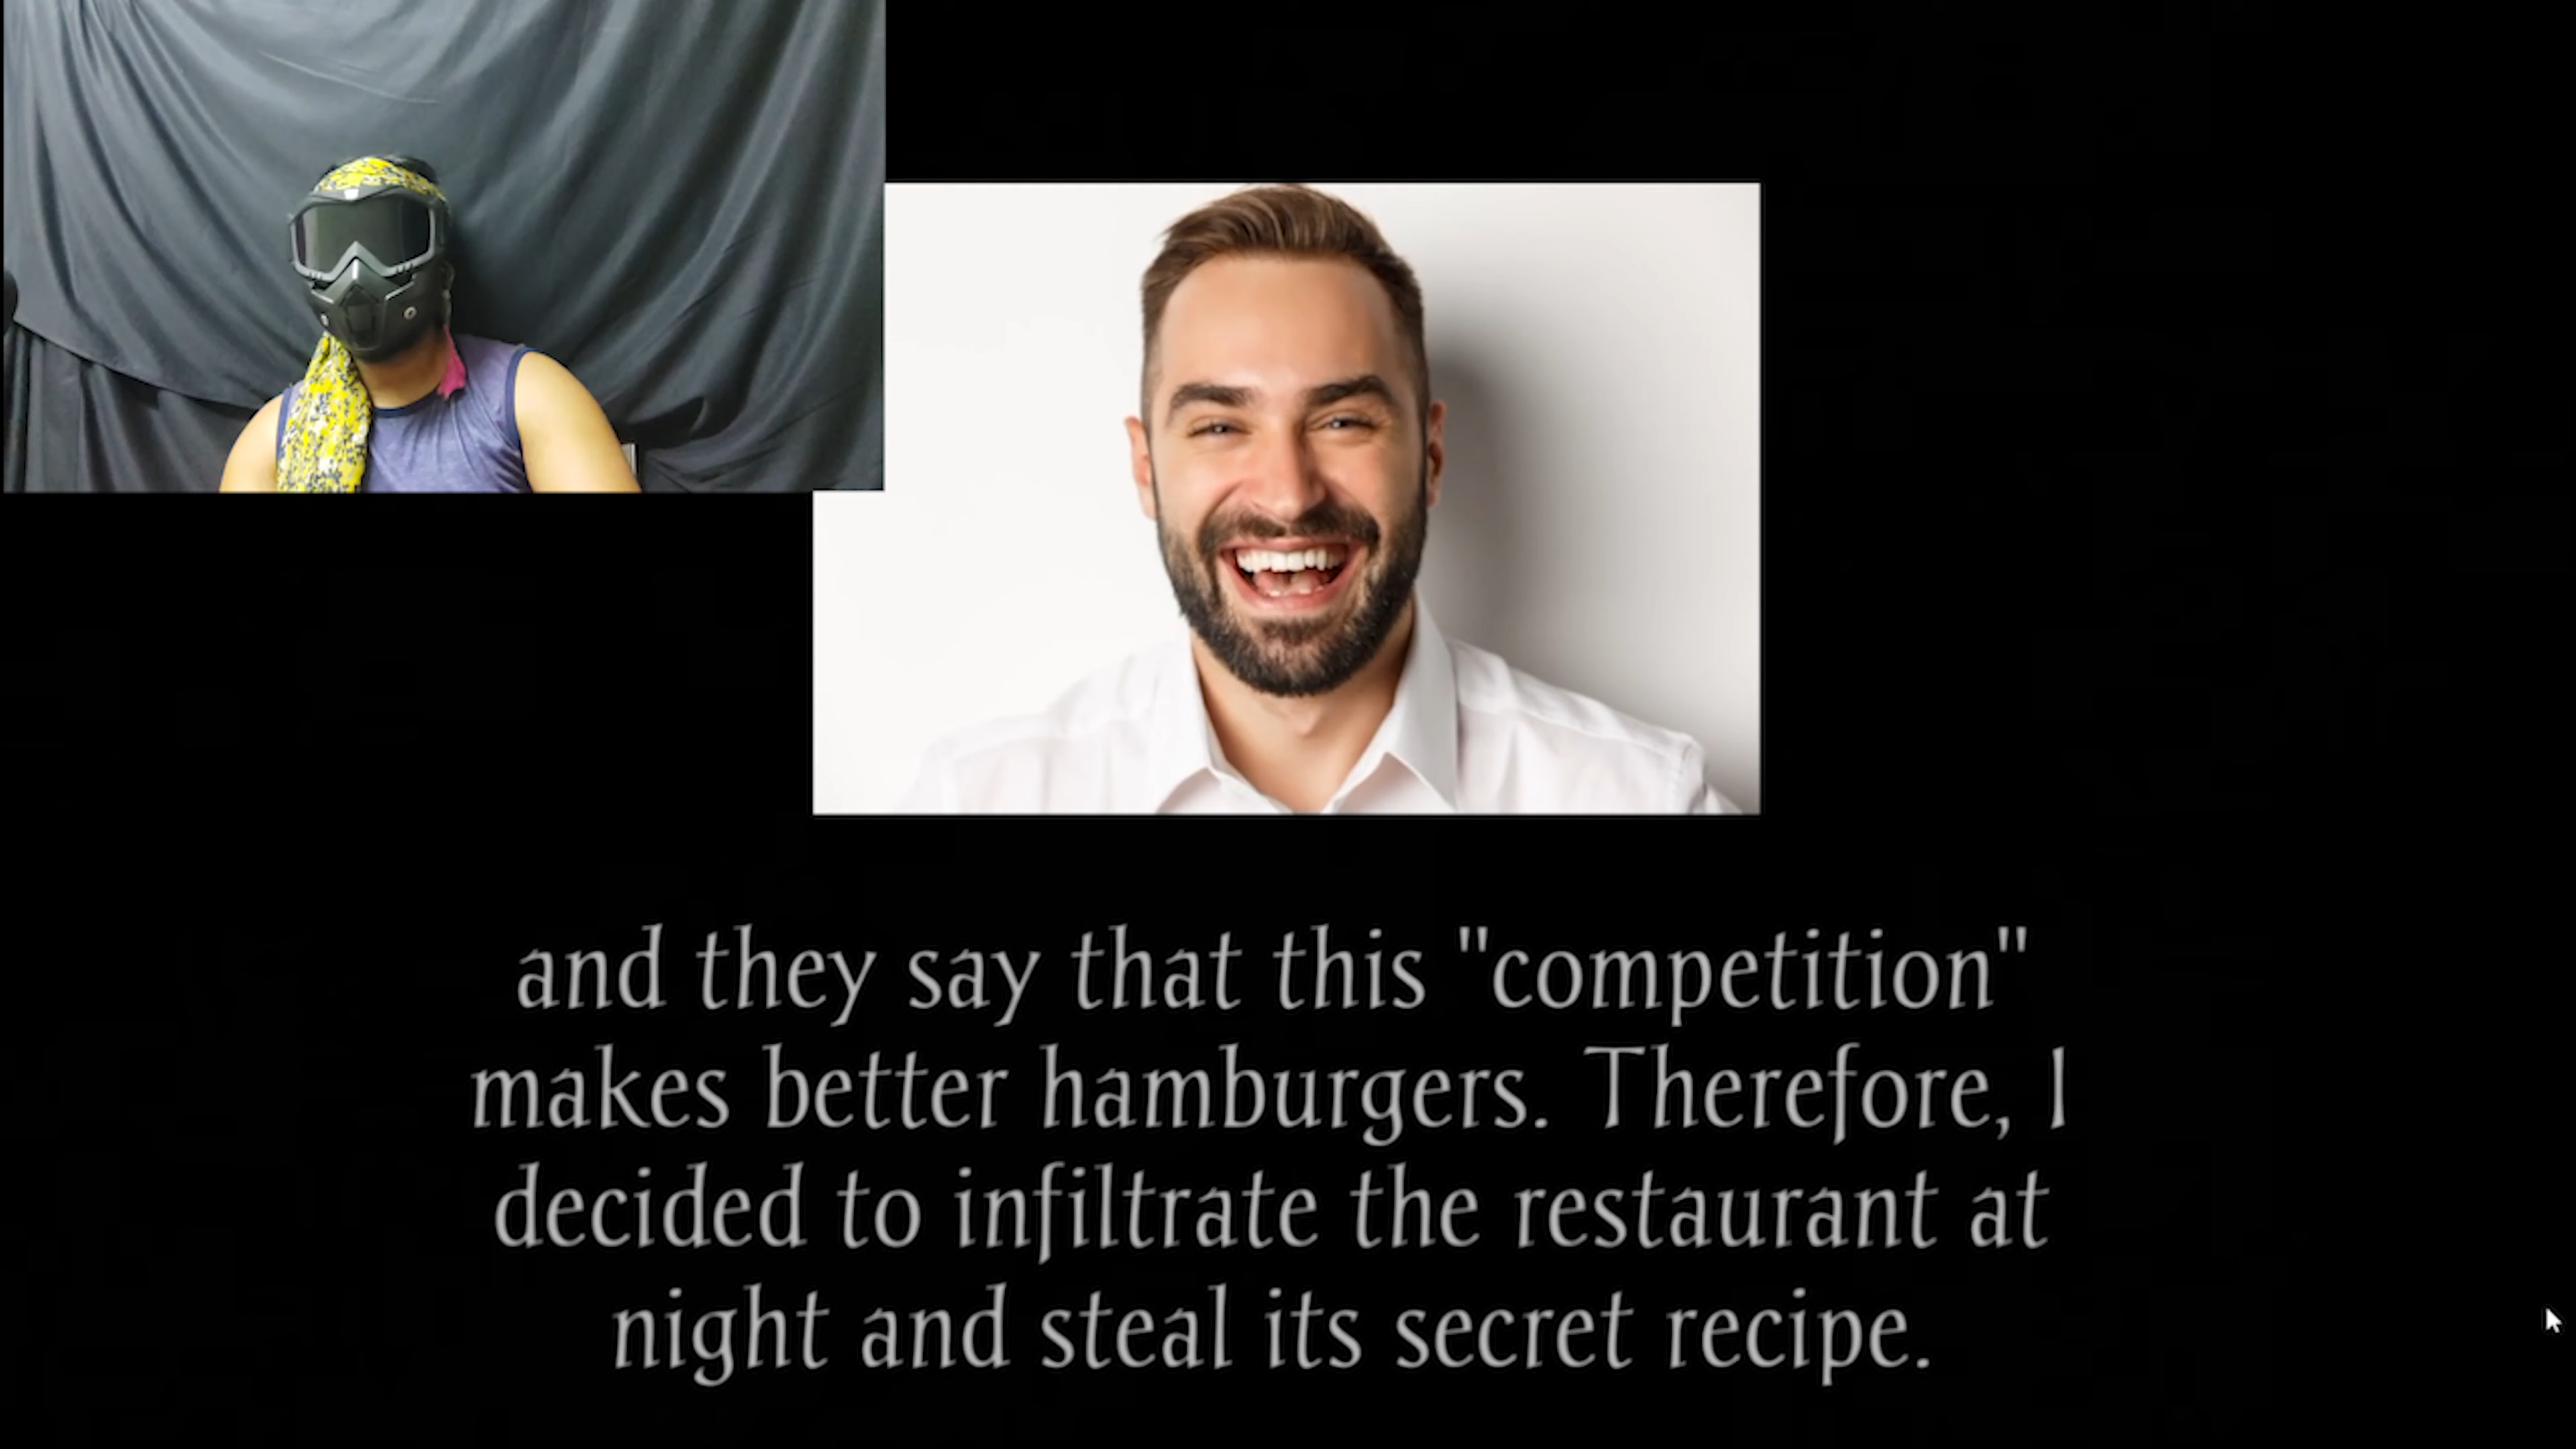 and they say that this "competition"
makes better hamburgers. Therefore, I
decided to infiltrate the restaurant at
night and steal its secret recipe.